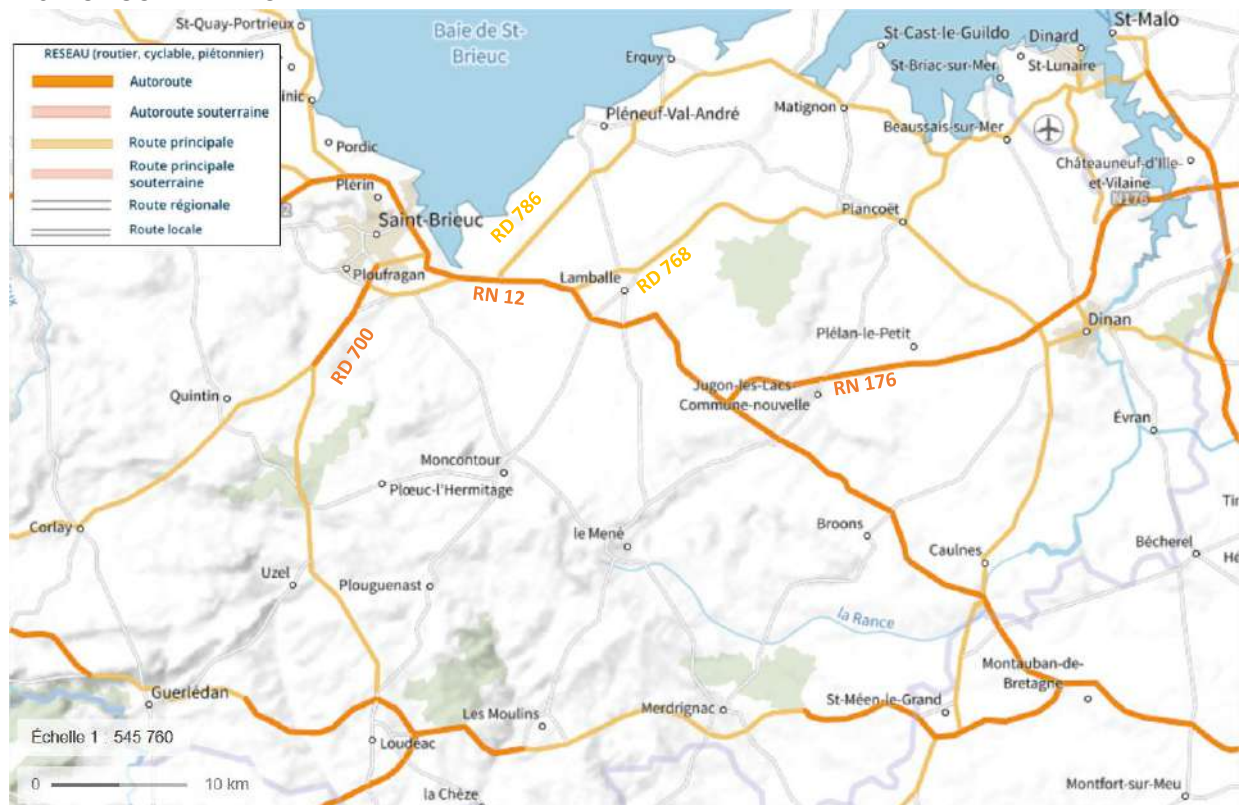 St-Quay-Portrieux
Baie de St-
Brieuc
St-Malo
St-Cast-le-Guildo
Dinard
RESEAU (routier, cyclable, piétonnier)
Autoroute
Autoroute souterraine
Route principale
Route principale
souterraine
Route régionale
Route locale
Erquy
St-Briac-sur-Mer
St-Lunaire
inic
Pléneuf-Val-André
Matignon
Beaussais-sur-Mer
Pordic
Châteauneuf-d'Ille-
et-Vilaine
N176
Plérin
Saint-Brieuc
RD 786
Plancoët
Ploufragan
Lamballe
RD 768
RN 12
Dinan
RD 700
Plélan-le-Petit
Quintin
Jugon-les-Lacs-
Commune-nouvelle
RN 176
Évran
Moncontour
Plœuc-l'Hermitage
Corlay
le Mené
Broons
Caulnes
Bécherel
Uzel
Plouguenast
la Rance
Montauban-de-
Bretagne
Guerlédan
St-Méen-le-Grand
Les Moulins
Merdrignac
Échelle 1 : 545 760
Loudéac
0
10 km
la Chèze
Montfort-sur-Meu